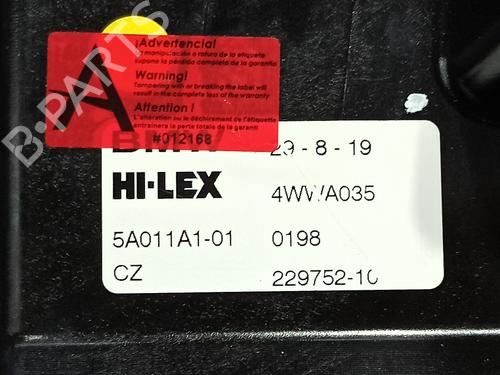 ¡Advertencia!
La manipulación o rotura de la etiqueta
supone la pérdida completa de la garantía
Warning!
Tampering with or breaking the label will
result in the complete loss of the warranty
Attention !
L'altération ou le déchirement de l'étiquette
entraînera la perte totale de la garanti
#012168
A
B-PARTS
BMW 29 - 8 - 19
HI-LEX 4WWA035
5A011A1-01 0198
CZ 229752-10